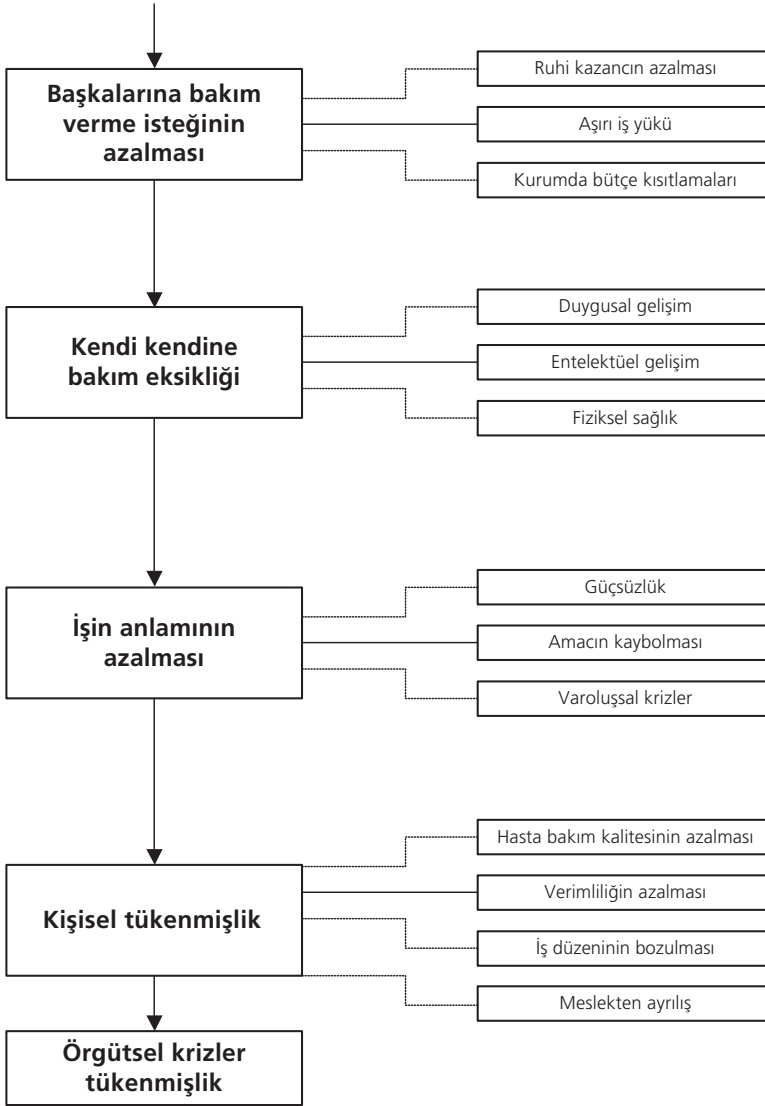 Başkalarına bakım
verme isteğinin
azalması
Ruhi kazancın azalması
Aşırı iş yükü
Kurumda bütçe kısıtlamaları
Kendi kendine
bakım eksikliği
Duygusal gelişim
Entelektüel gelişim
Fiziksel sağlık
İşin anlamının
azalması
Güçsüzlük
Amacın kaybolması
Varoluşsal krizler
Kişisel tükenmişlik
Hasta bakım kalitesinin azalması
Verimliliğin azalması
İş düzeninin bozulması
Meslekten ayrılış
Örgütsel krizler
tükenmişlik